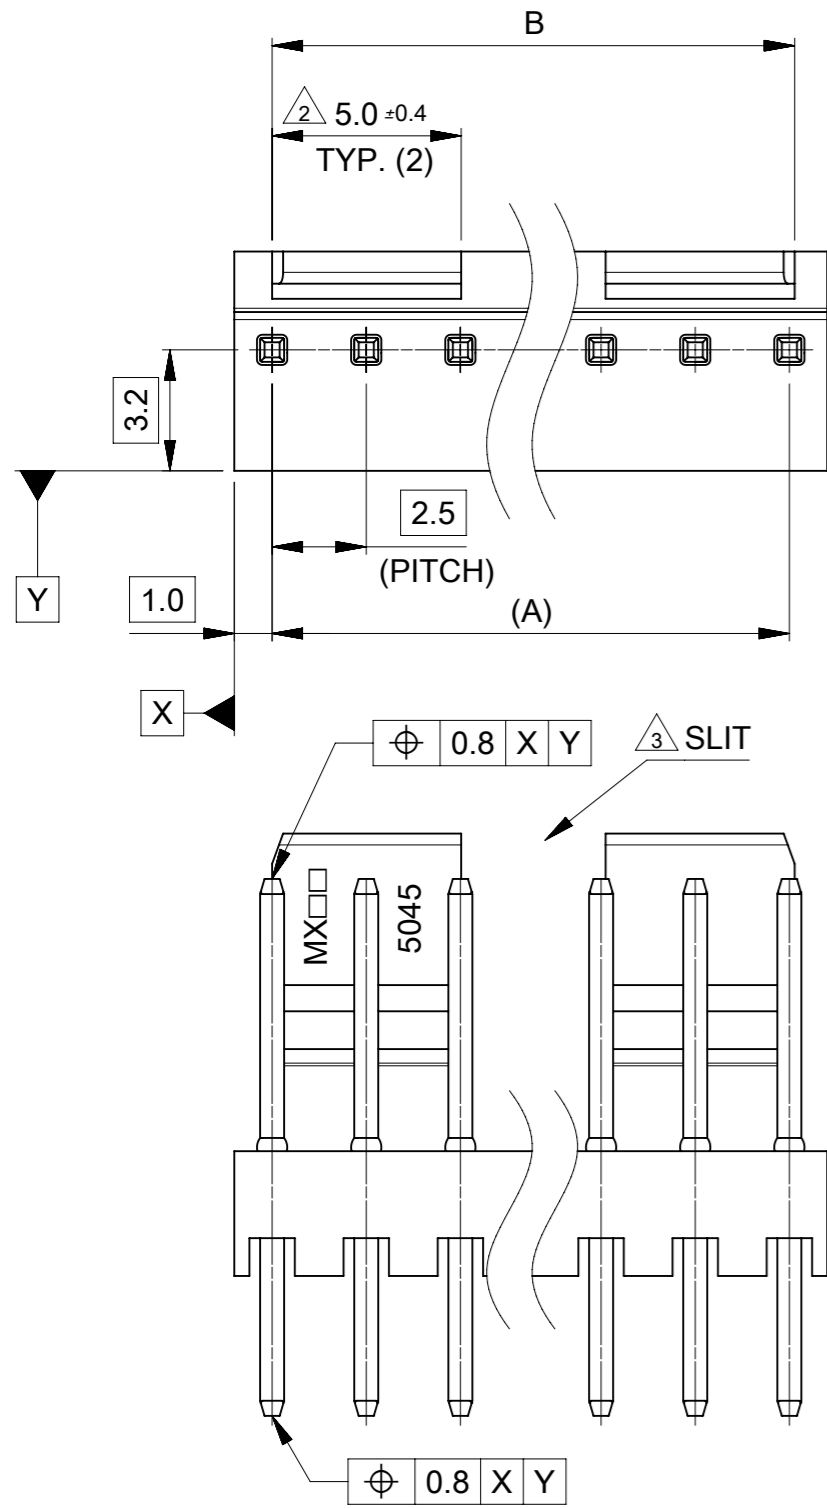 B
2 5.0 ±0.4
TYP. (2)
3.2
2.5
(PITCH)
Y
1.0
(A)
X
⌖ 0.8 X Y
3 SLIT
MX□□
5045
⌖ 0.8 X Y